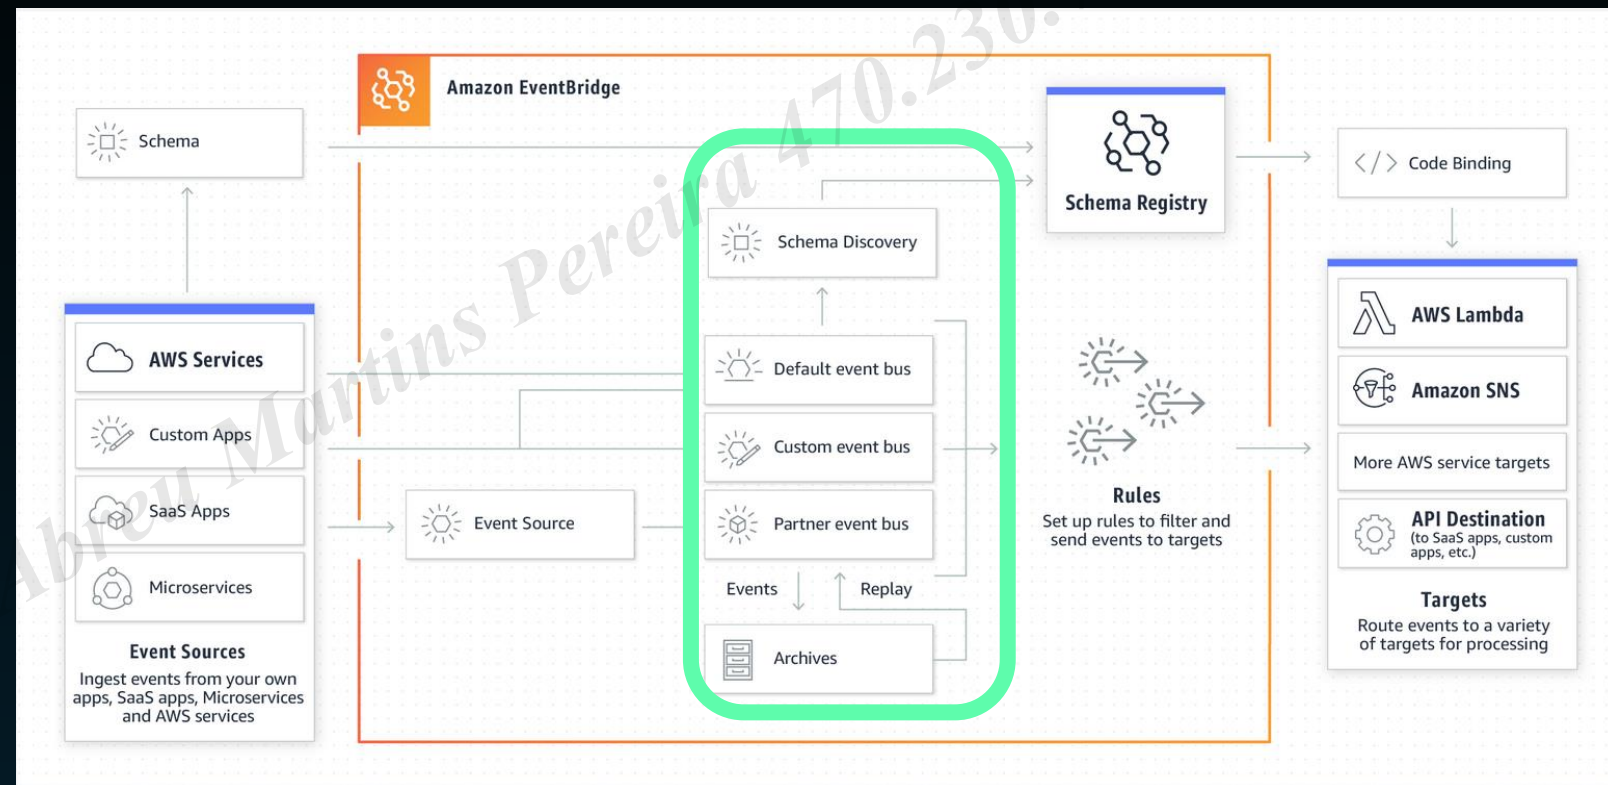 Amazon EventBridge
Schema
Schema Registry
Code Binding
Schema Discovery
AWS Services
Custom Apps
SaaS Apps
Microservices
Event Sources
Ingest events from your own
apps, SaaS apps, Microservices
and AWS services
Event Source
Default event bus
Custom event bus
Partner event bus
Events
Replay
Archives
Rules
Set up rules to filter and
send events to targets
AWS Lambda
Amazon SNS
More AWS service targets
API Destination
(to SaaS apps, custom
apps, etc.)
Targets
Route events to a variety
of targets for processing
Abreu Martins Pereira 470.230.